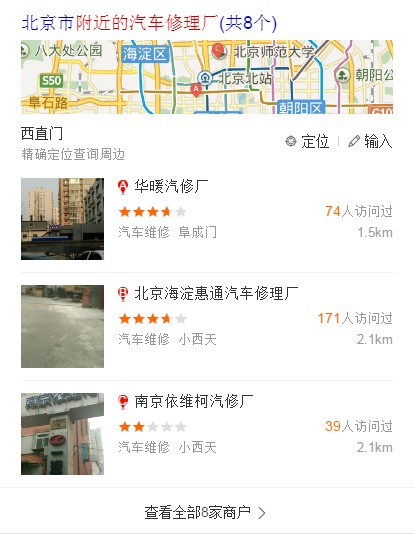 北京市附近的汽车修理厂(共8个)
八大处公园
海淀区
北京师范大学
S50
北京北站
朝阳公
阜石路
朝阳区
G10
西直门
定位
输入
精确定位查询周边
A 华暖汽修厂
74人访问过
汽车维修 阜成门
1.5km
B 北京海淀惠通汽车修理厂
171人访问过
汽车维修 小西天
2.1km
C 南京依维柯汽修厂
39人访问过
汽车维修 小西天
2.1km
查看全部8家商户